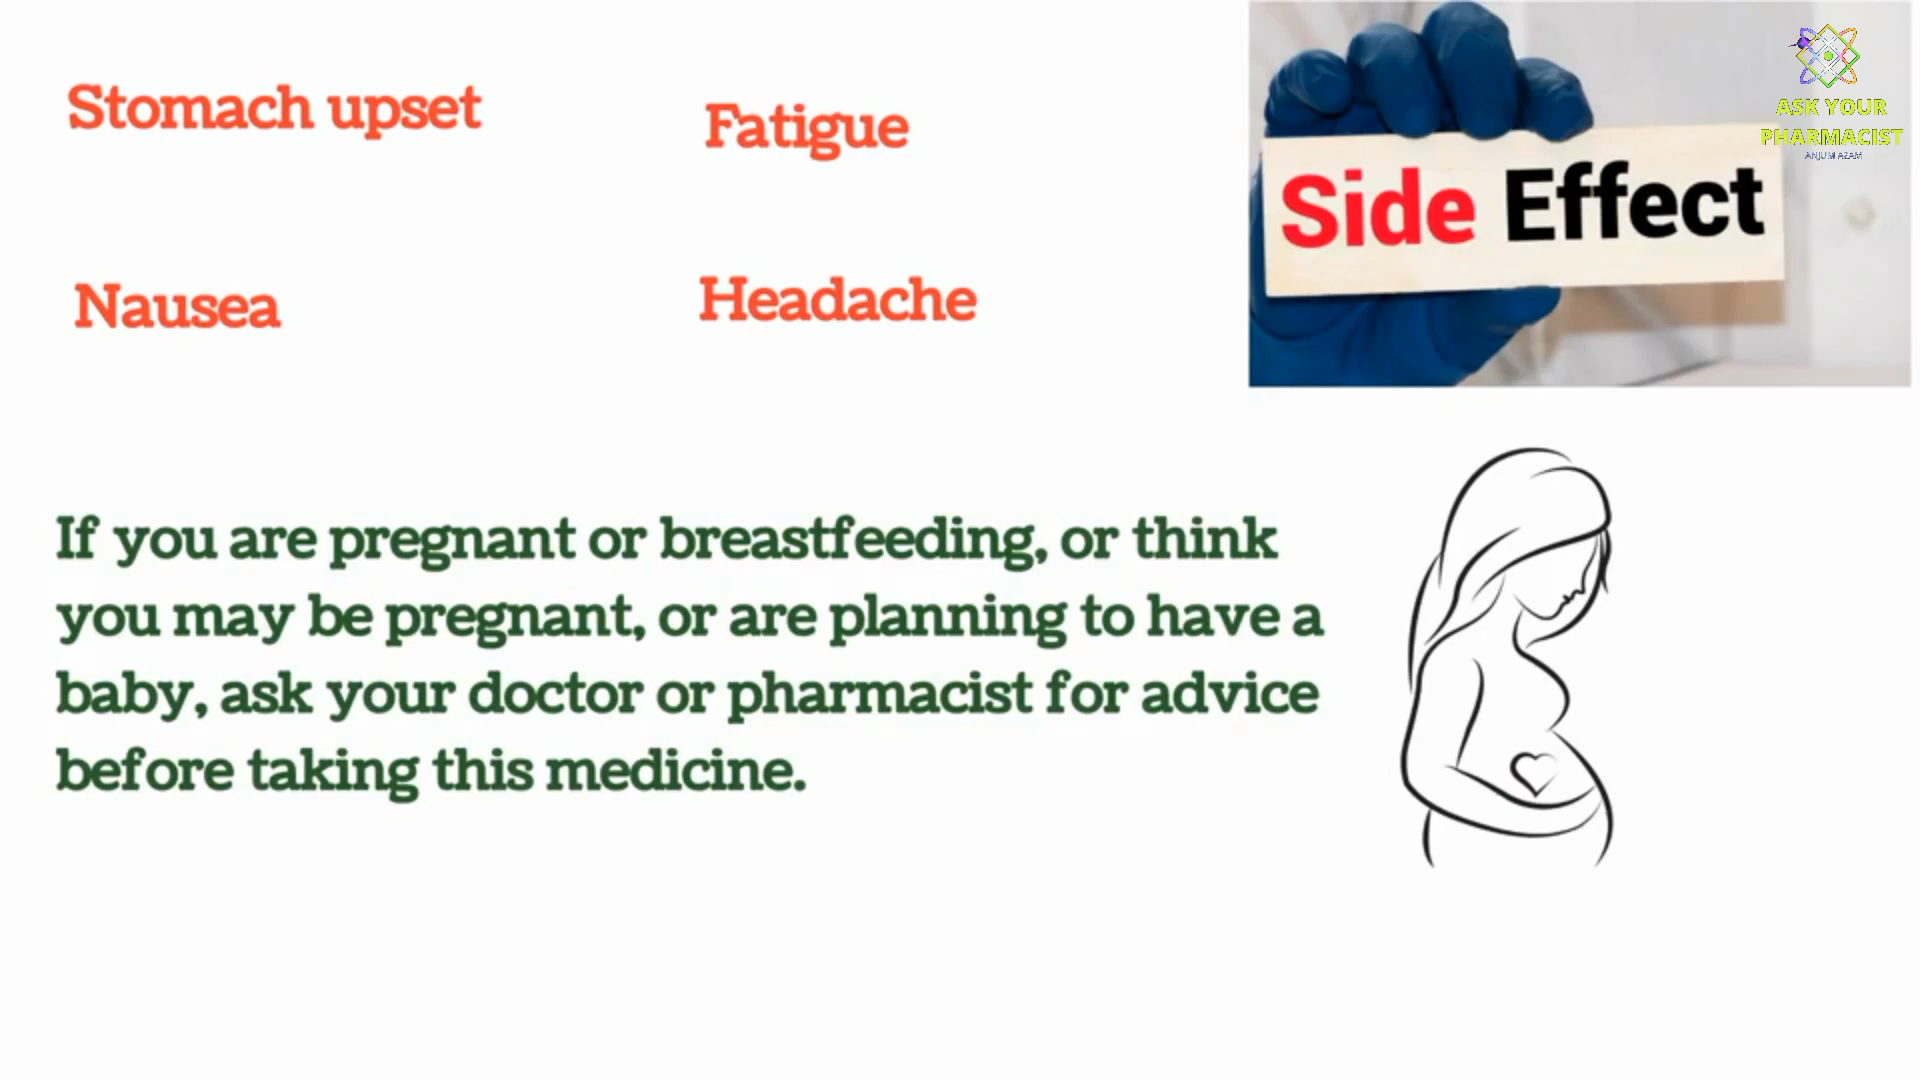 Stomach upset
Fatigue
Nausea
Headache
Side Effect
ASK YOUR
PHARMACIST
ANJUM AZAM
If you are pregnant or breastfeeding, or think
you may be pregnant, or are planning to have a
baby, ask your doctor or pharmacist for advice
before taking this medicine.